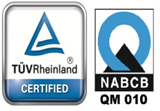 TÜVRheinland
CERTIFIED
NABCB
QM 010